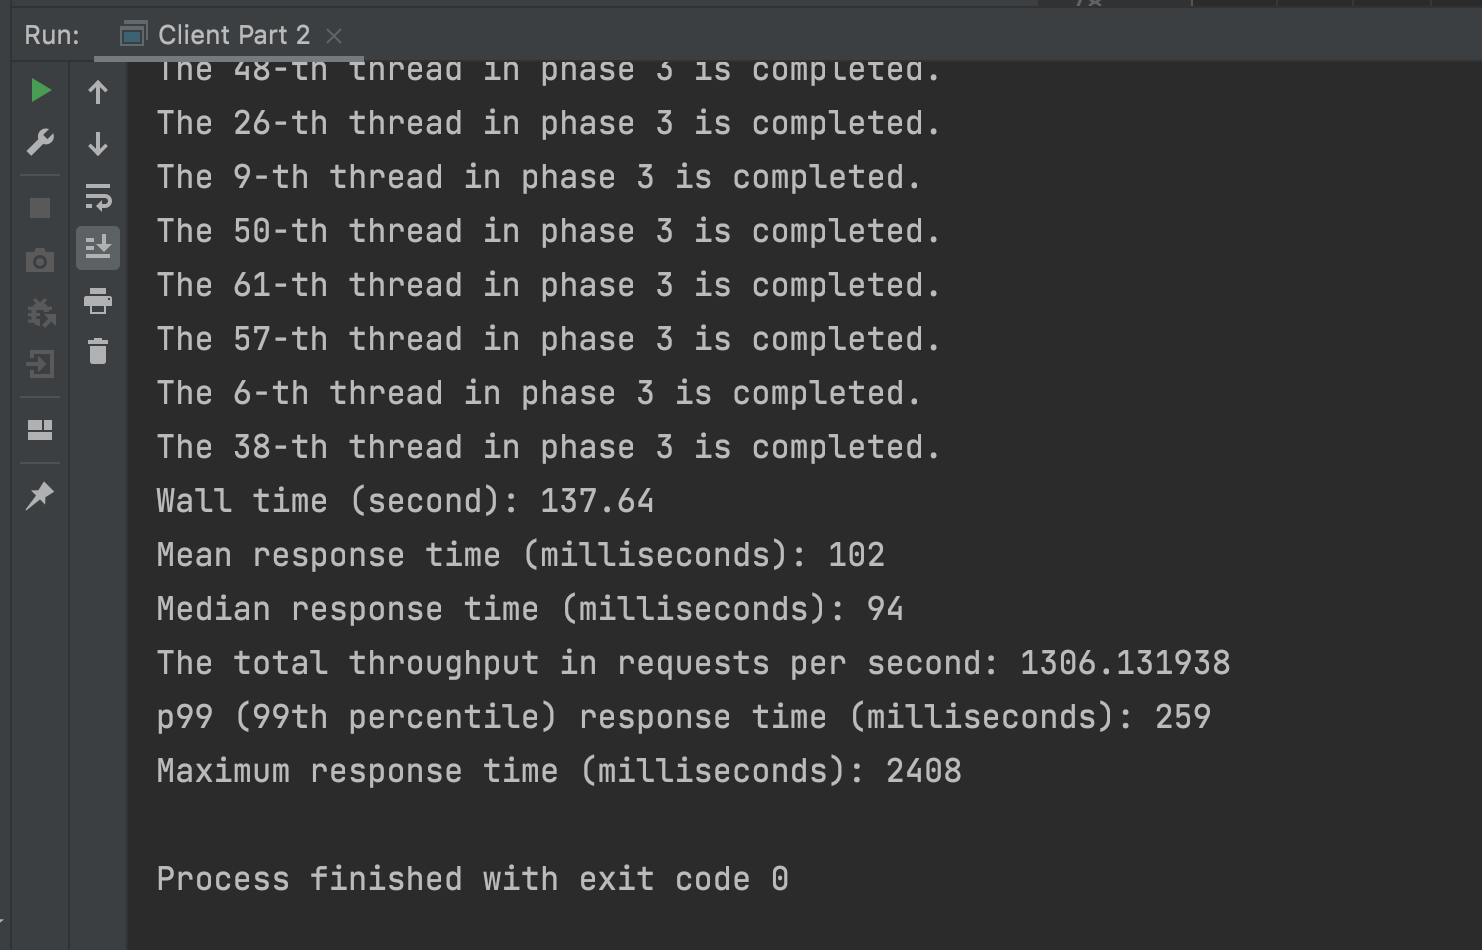 Run: Client Part 2
The 48-th thread in phase 3 is completed.
The 26-th thread in phase 3 is completed.
The 9-th thread in phase 3 is completed.
The 50-th thread in phase 3 is completed.
The 61-th thread in phase 3 is completed.
The 57-th thread in phase 3 is completed.
The 6-th thread in phase 3 is completed.
The 38-th thread in phase 3 is completed.
Wall time (second): 137.64
Mean response time (milliseconds): 102
Median response time (milliseconds): 94
The total throughput in requests per second: 1306.131938
p99 (99th percentile) response time (milliseconds): 259
Maximum response time (milliseconds): 2408
Process finished with exit code 0